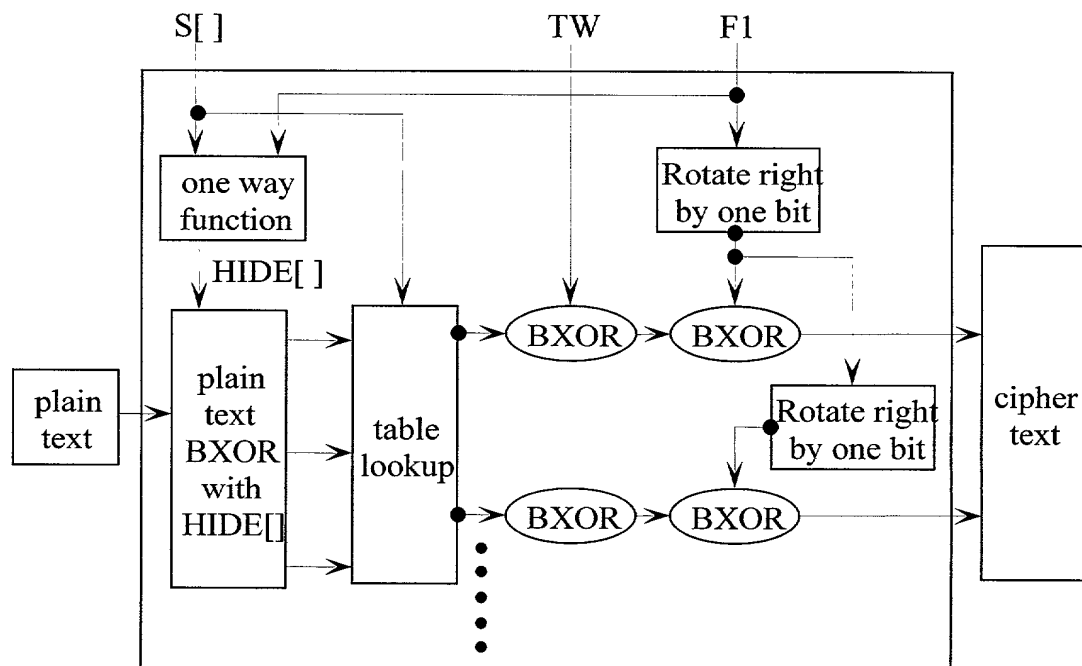 S[ ]
TW
F1
one way
function
Rotate right
by one bit
HIDE[ ]
BXOR
BXOR
plain
text
plain
text
BXOR
with
HIDE[]
table
lookup
Rotate right
by one bit
cipher
text
BXOR
BXOR